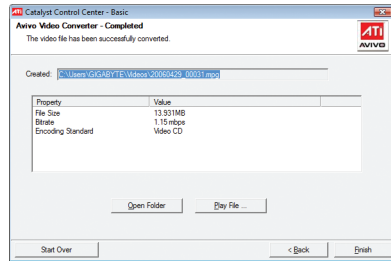 Catalyst Control Center - Basic
Avivo Video Converter - Completed
The video file has been successfully converted.
ATI
AVIVO
Created: C:\Users\GIGABYTE\Videos\20060429_00031.mpg
Property Value
File Size 13.931MB
Bitrate 1.15 mbps
Encoding Standard Video CD
Open Folder Play File ...
Start Over < Back Finish